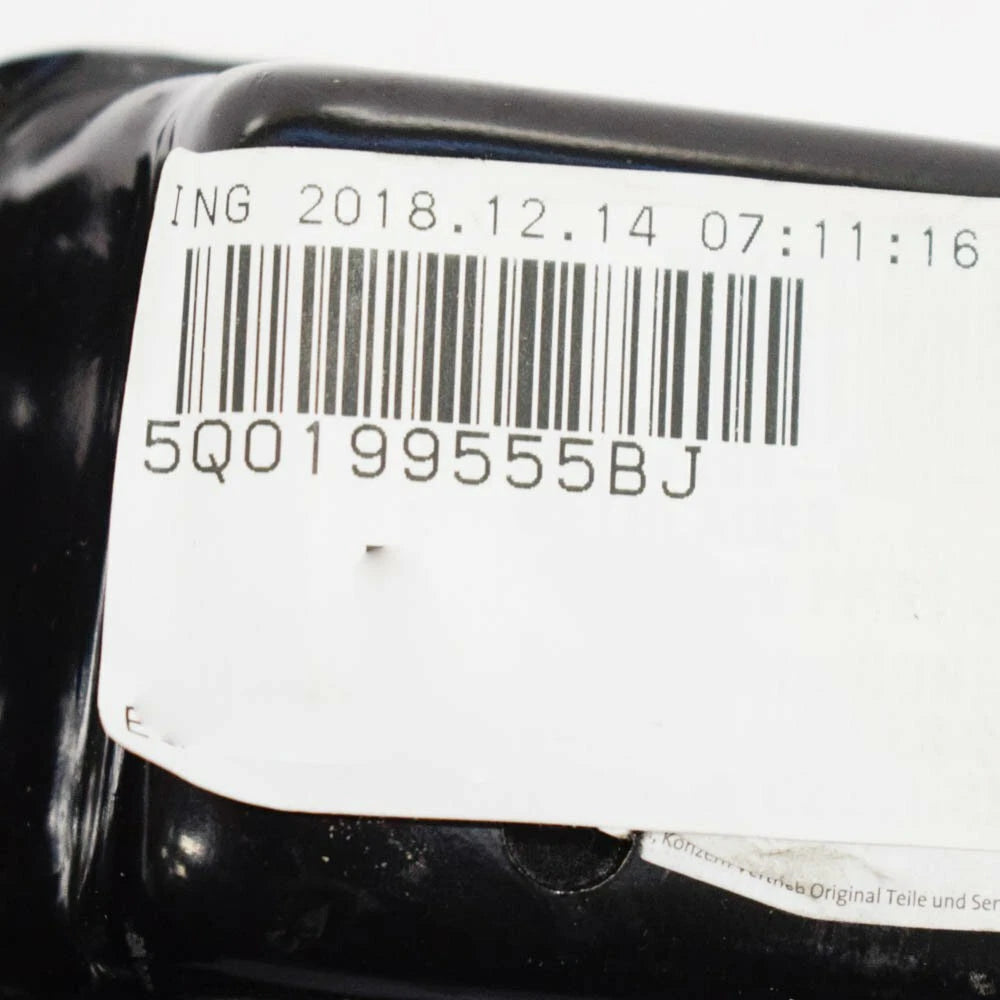 ING 2018.12.14 07:11:16
5Q0199555BJ
E
, Konzern Vertrieb Original Teile und Ser